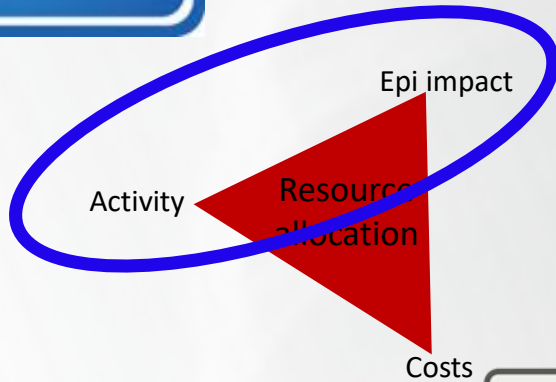 Epi impact
Activity
Resource
allocation
Costs